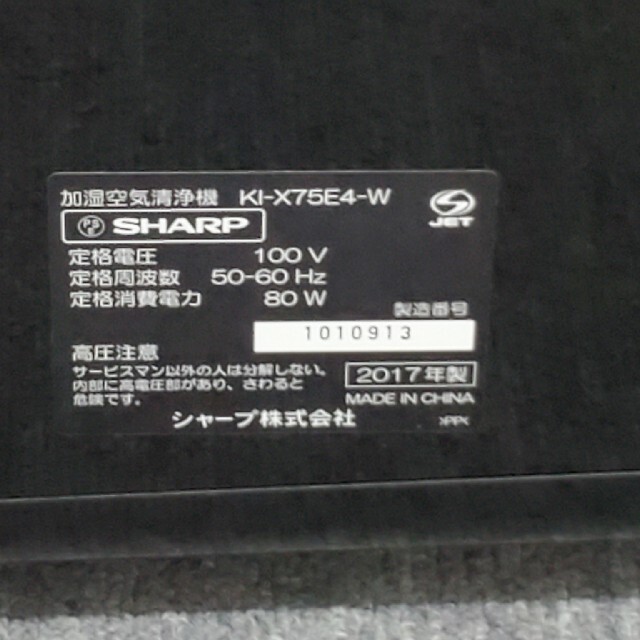 加湿空気清浄機 KI-X75E4-W
PSE SHARP
JET
定格電圧 100 V
定格周波数 50-60 Hz
定格消費電力 80 W
製造番号
1010913
高圧注意
サービスマン以外の人は分解しない。
内部に高電圧部があり、さわると
危険です。
2017年製
MADE IN CHINA
シャープ株式会社
>PP<